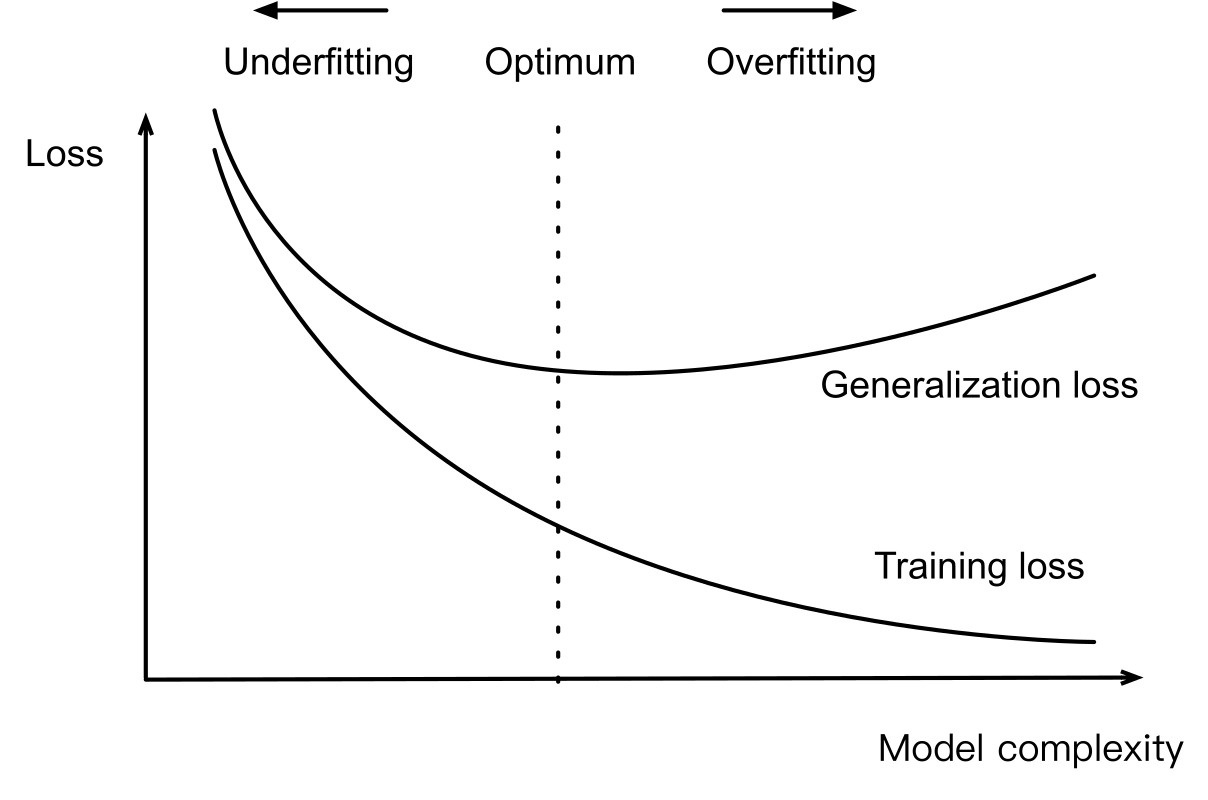 Underfitting Optimum Overfitting
Loss
Generalization loss
Training loss
Model complexity